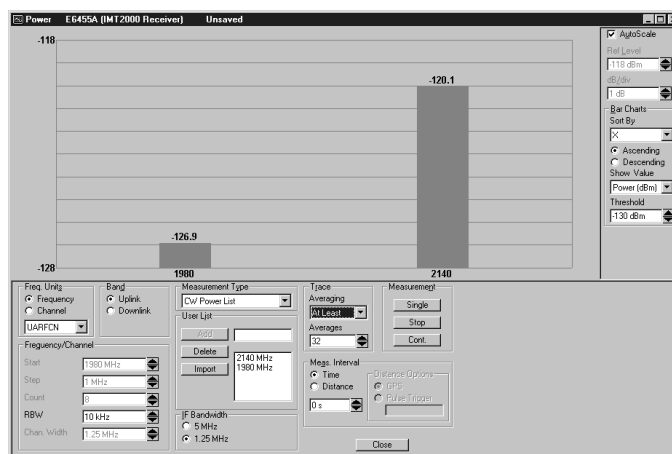 Power E6455A (IMT2000 Receiver) Unsaved
-118
-120.1
-126.9
-128
1980 2140
AutoScale
Ref Level
-118 dBm
dB/div
1 dB
Bar Charts
Sort By
X
Ascending
Descending
Show Value
Power (dBm)
Threshold
-130 dBm
Freq. Units
Frequency
Channel
UARFCN
Band
Uplink
Downlink
Frequency/Channel
Start 1980 MHz
Step 1 MHz
Count 8
RBW 10 kHz
Chan. Width 1.25 MHz
Measurement Type
CW Power List
User List
Add
Delete
Import
2140 MHz
1980 MHz
IF Bandwidth
5 MHz
1.25 MHz
Trace
Averaging
At Least
Averages
32
Measurement
Single
Stop
Cont.
Meas. Interval
Time
Distance
0 s
Distance Options
GPS
Pulse Trigger
Close